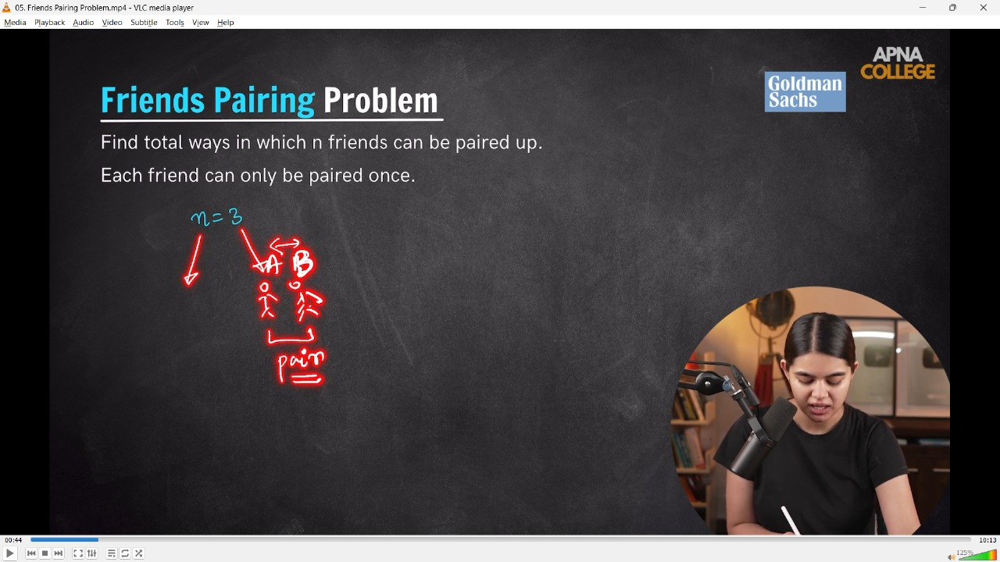 05. Friends Pairing Problem.mp4 - VLC media player
Media Playback Audio Video Subtitle Tools View Help
APNA
COLLEGE
Goldman
Sachs
Friends Pairing Problem
Find total ways in which n friends can be paired up.
Each friend can only be paired once.
n = 3
A B
pair
00:44
10:13
125%